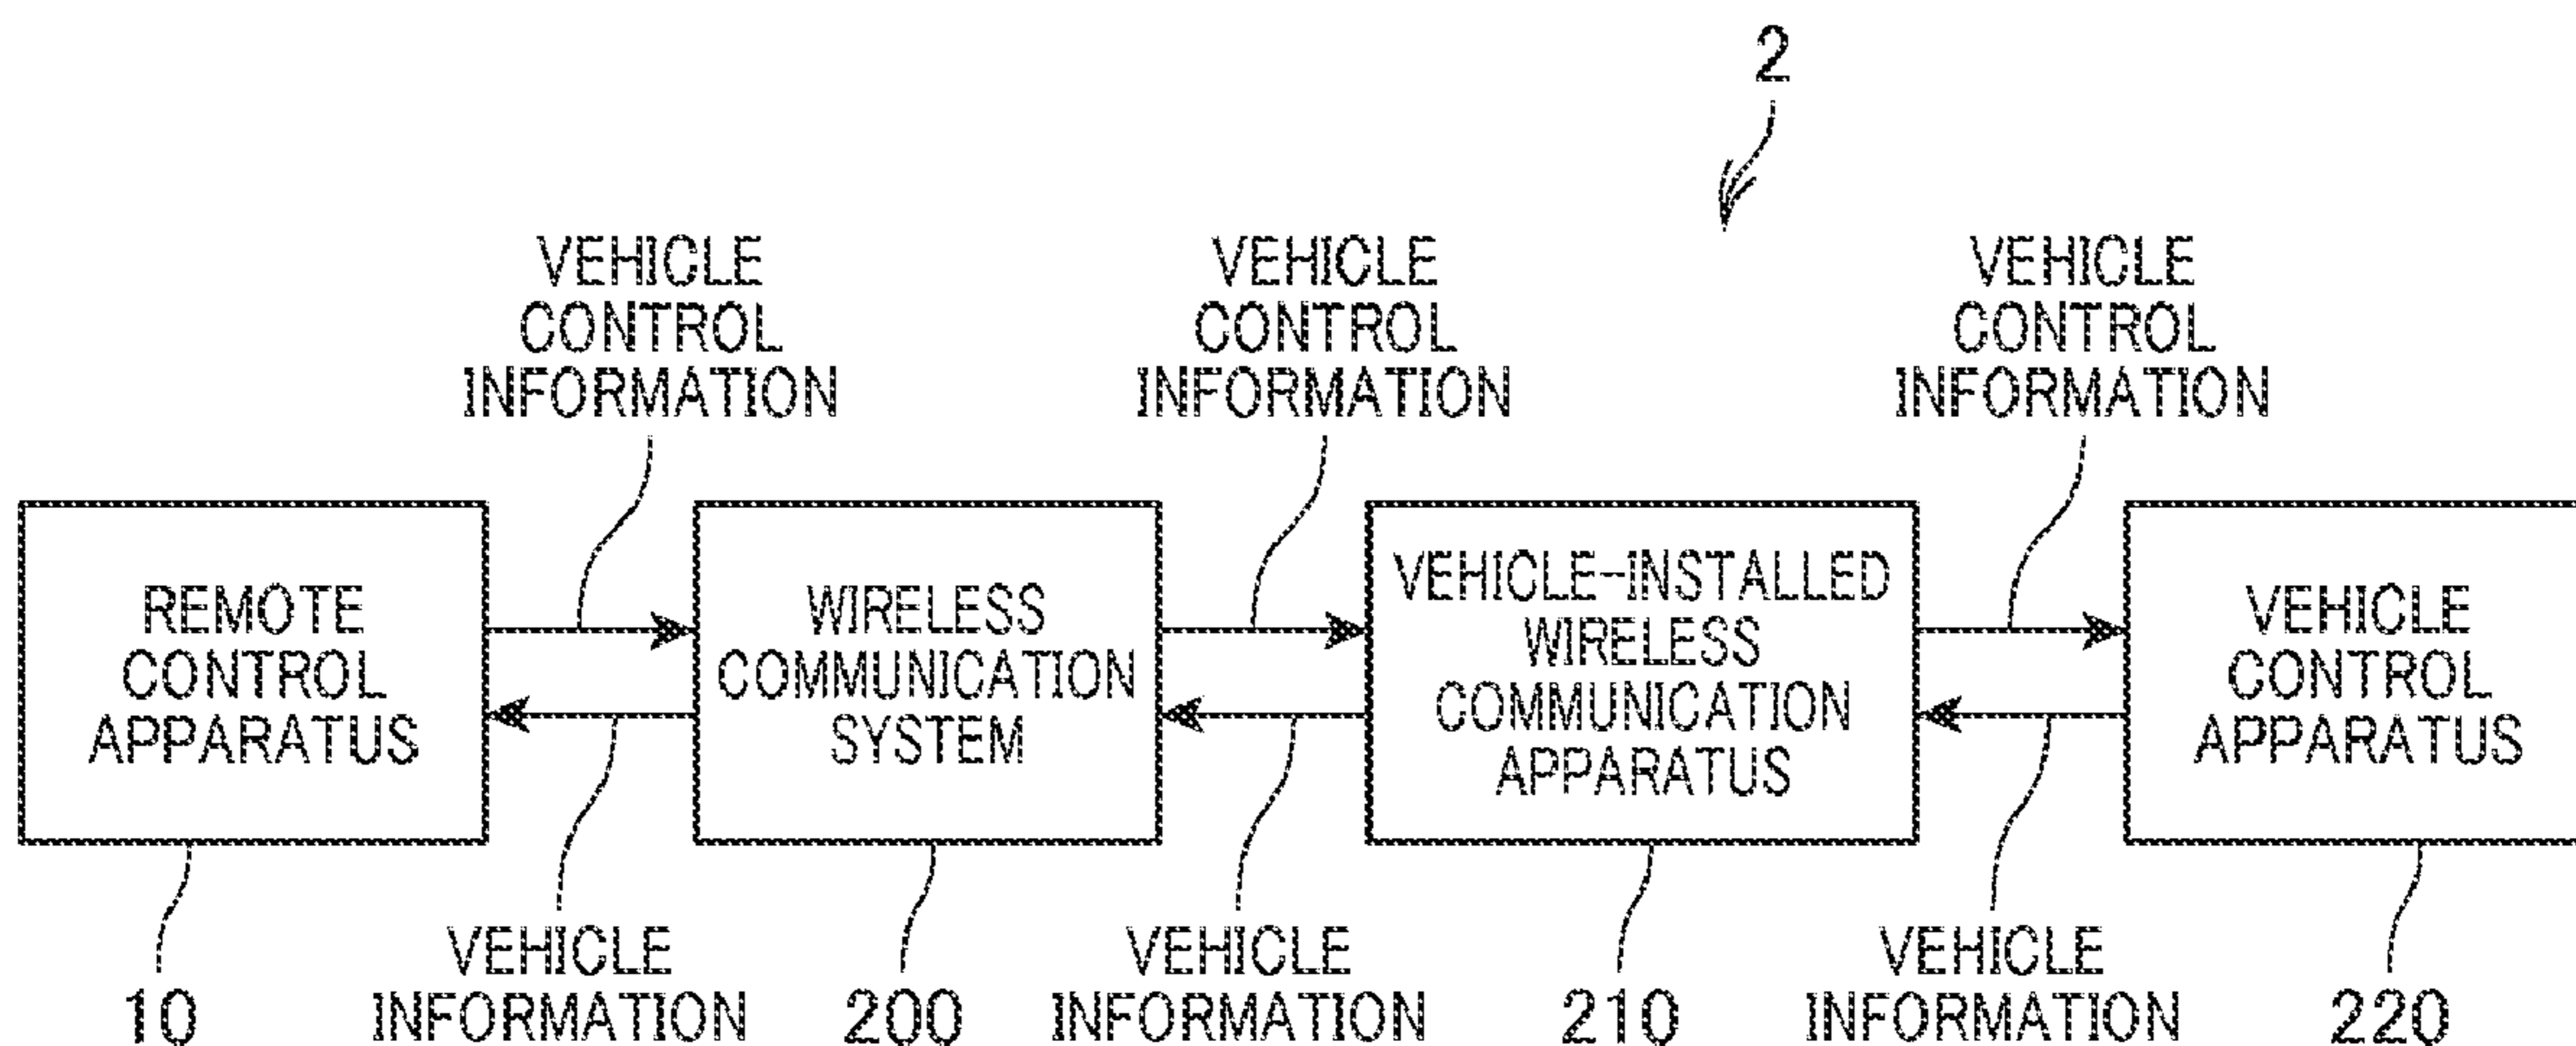 2
VEHICLE
CONTROL
INFORMATION
VEHICLE
CONTROL
INFORMATION
VEHICLE
CONTROL
INFORMATION
REMOTE
CONTROL
APPARATUS
WIRELESS
COMMUNICATION
SYSTEM
VEHICLE-INSTALLED
WIRELESS
COMMUNICATION
APPARATUS
VEHICLE
CONTROL
APPARATUS
10
VEHICLE
INFORMATION
200
VEHICLE
INFORMATION
210
VEHICLE
INFORMATION
220